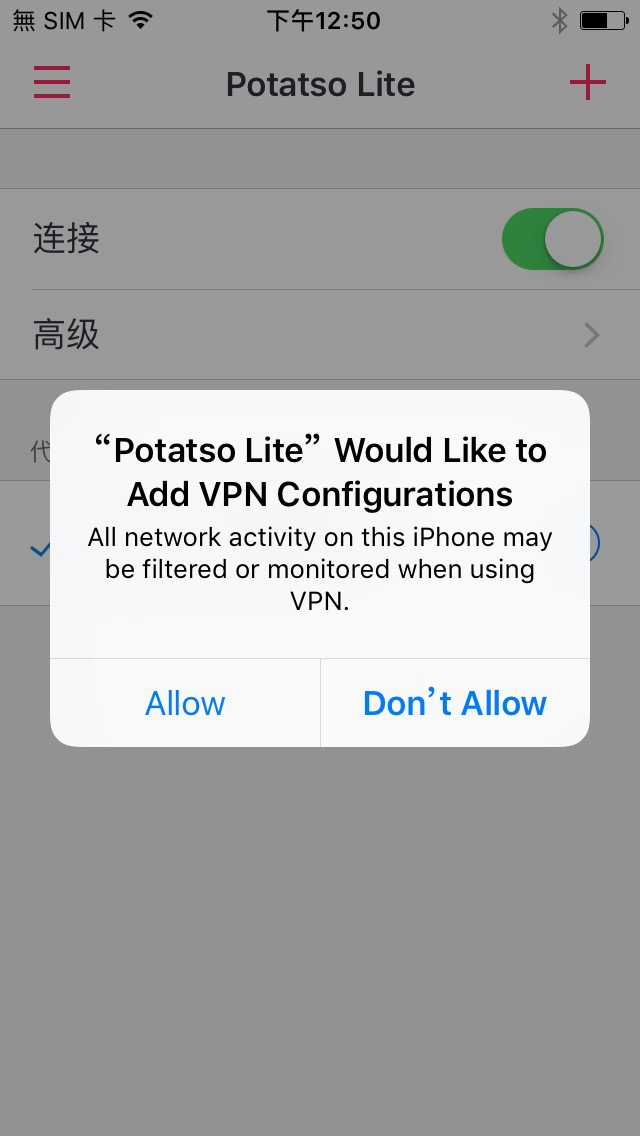 無 SIM 卡 下午12:50
Potatso Lite
连接
高级
代
“Potatso Lite” Would Like to
Add VPN Configurations
All network activity on this iPhone may
be filtered or monitored when using
VPN.
Allow Don’t Allow